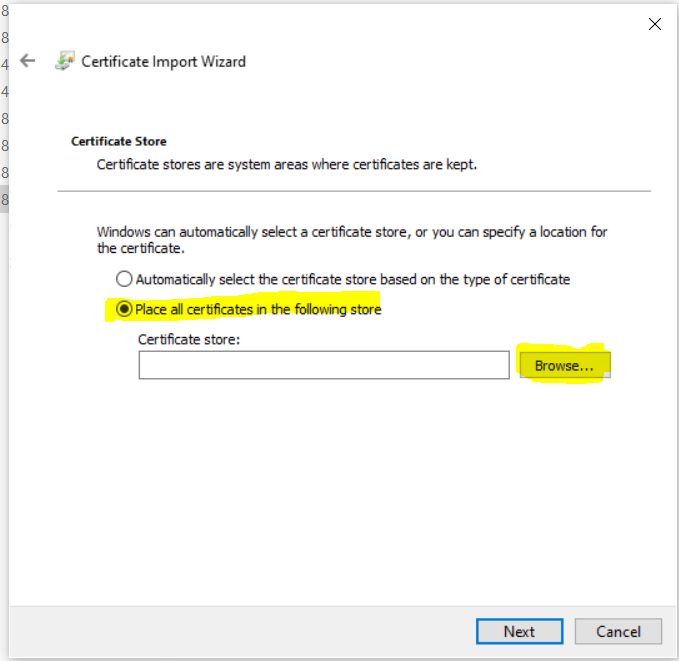 8
8
4
4
8
8
8
8
Certificate Import Wizard
Certificate Store
Certificate stores are system areas where certificates are kept.
Windows can automatically select a certificate store, or you can specify a location for
the certificate.
Automatically select the certificate store based on the type of certificate
Place all certificates in the following store
Certificate store:
Browse...
Next
Cancel